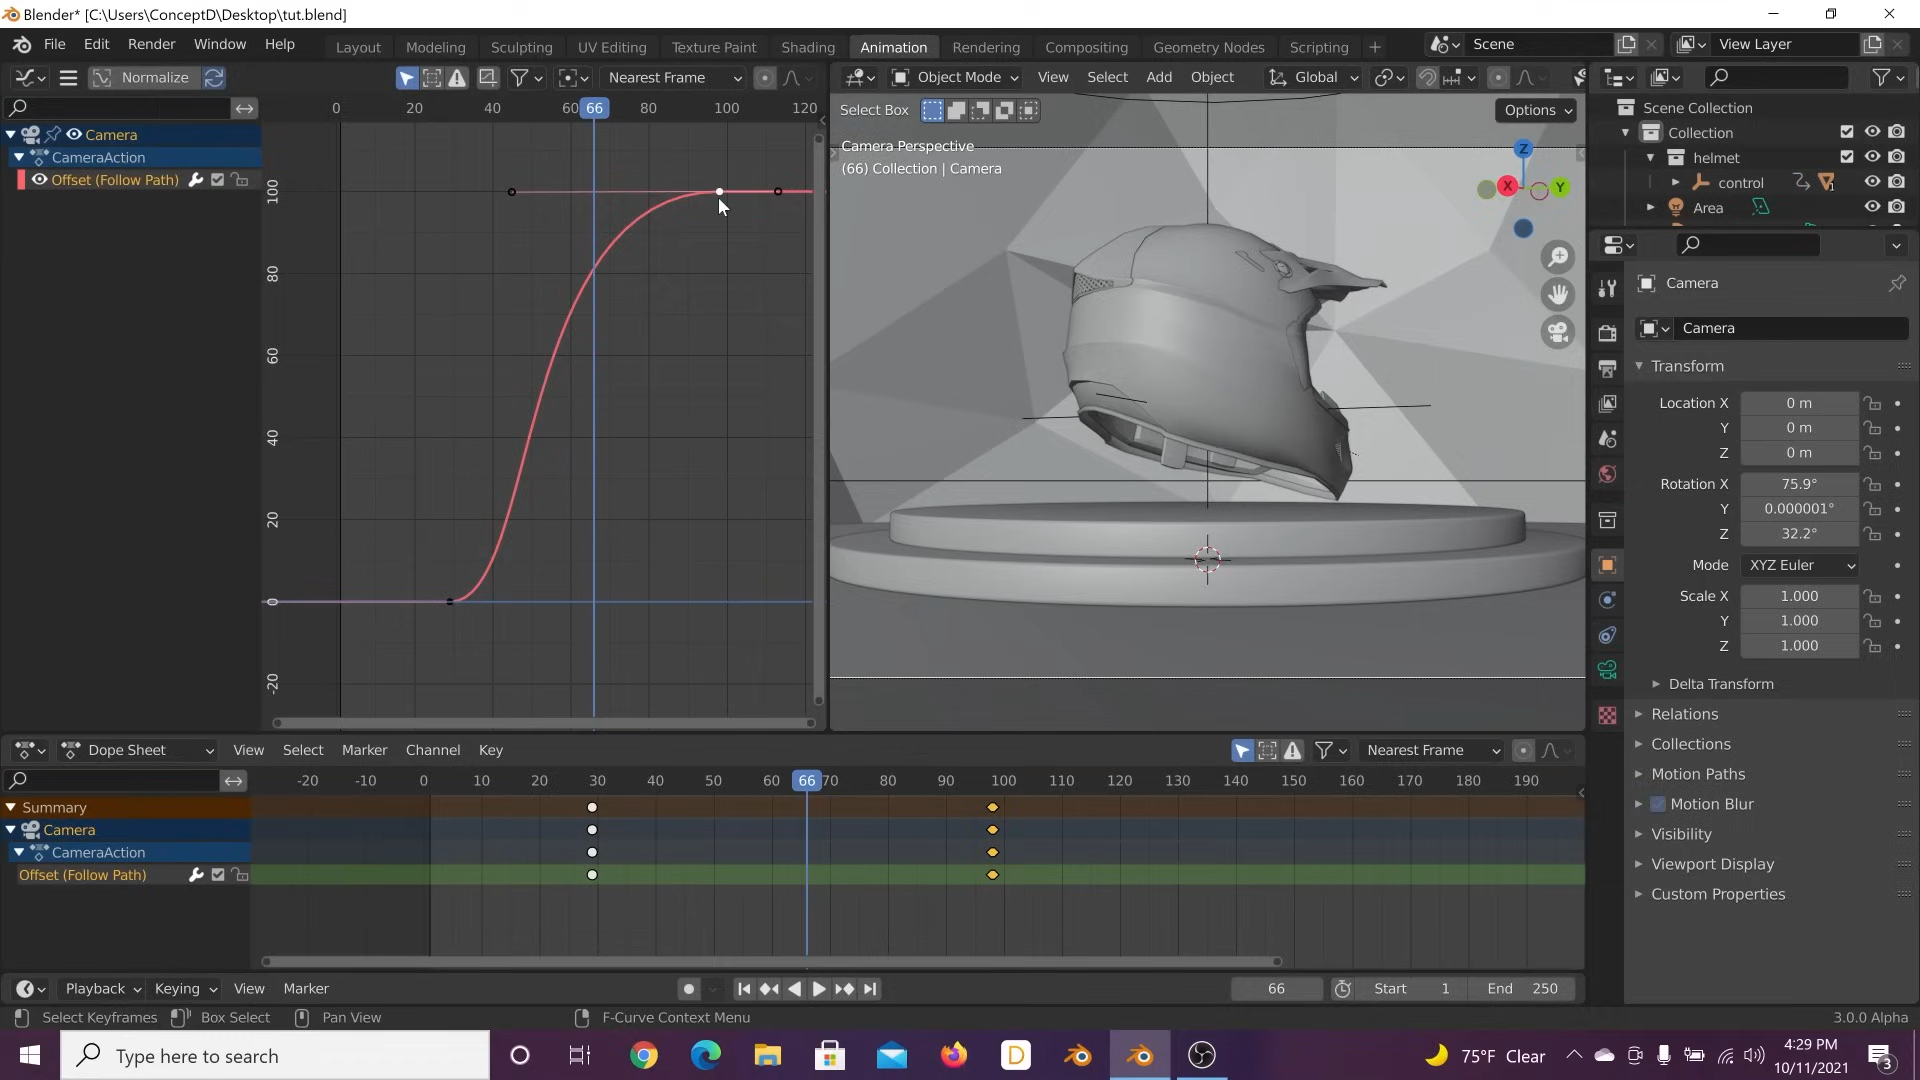 Blender* [C:\Users\ConceptD\Desktop\tut.blend]
File Edit Render Window Help Layout Modeling Sculpting UV Editing Texture Paint Shading Animation Rendering Compositing Geometry Nodes Scripting + Scene View Layer
Normalize Nearest Frame Object Mode View Select Add Object Global
0 20 40 60 66 80 100 120
Select Box Options
Camera
CameraAction
Offset (Follow Path)
100
80
60
40
20
0
-20
Camera Perspective
(66) Collection | Camera
Z
X
Y
Scene Collection
Collection
helmet
control
1
Area
Camera
Camera
Transform
Location X 0 m
Y 0 m
Z 0 m
Rotation X 75.9°
Y 0.000001°
Z 32.2°
Mode XYZ Euler
Scale X 1.000
Y 1.000
Z 1.000
Delta Transform
Relations
Collections
Motion Paths
Motion Blur
Visibility
Viewport Display
Custom Properties
Dope Sheet View Select Marker Channel Key Nearest Frame
-20 -10 0 10 20 30 40 50 60 66 70 80 90 100 110 120 130 140 150 160 170 180 190
Summary
Camera
CameraAction
Offset (Follow Path)
Playback Keying View Marker 66 Start 1 End 250
Select Keyframes Box Select Pan View F-Curve Context Menu 3.0.0 Alpha
Type here to search D 75°F Clear 4:29 PM
10/11/2021
3